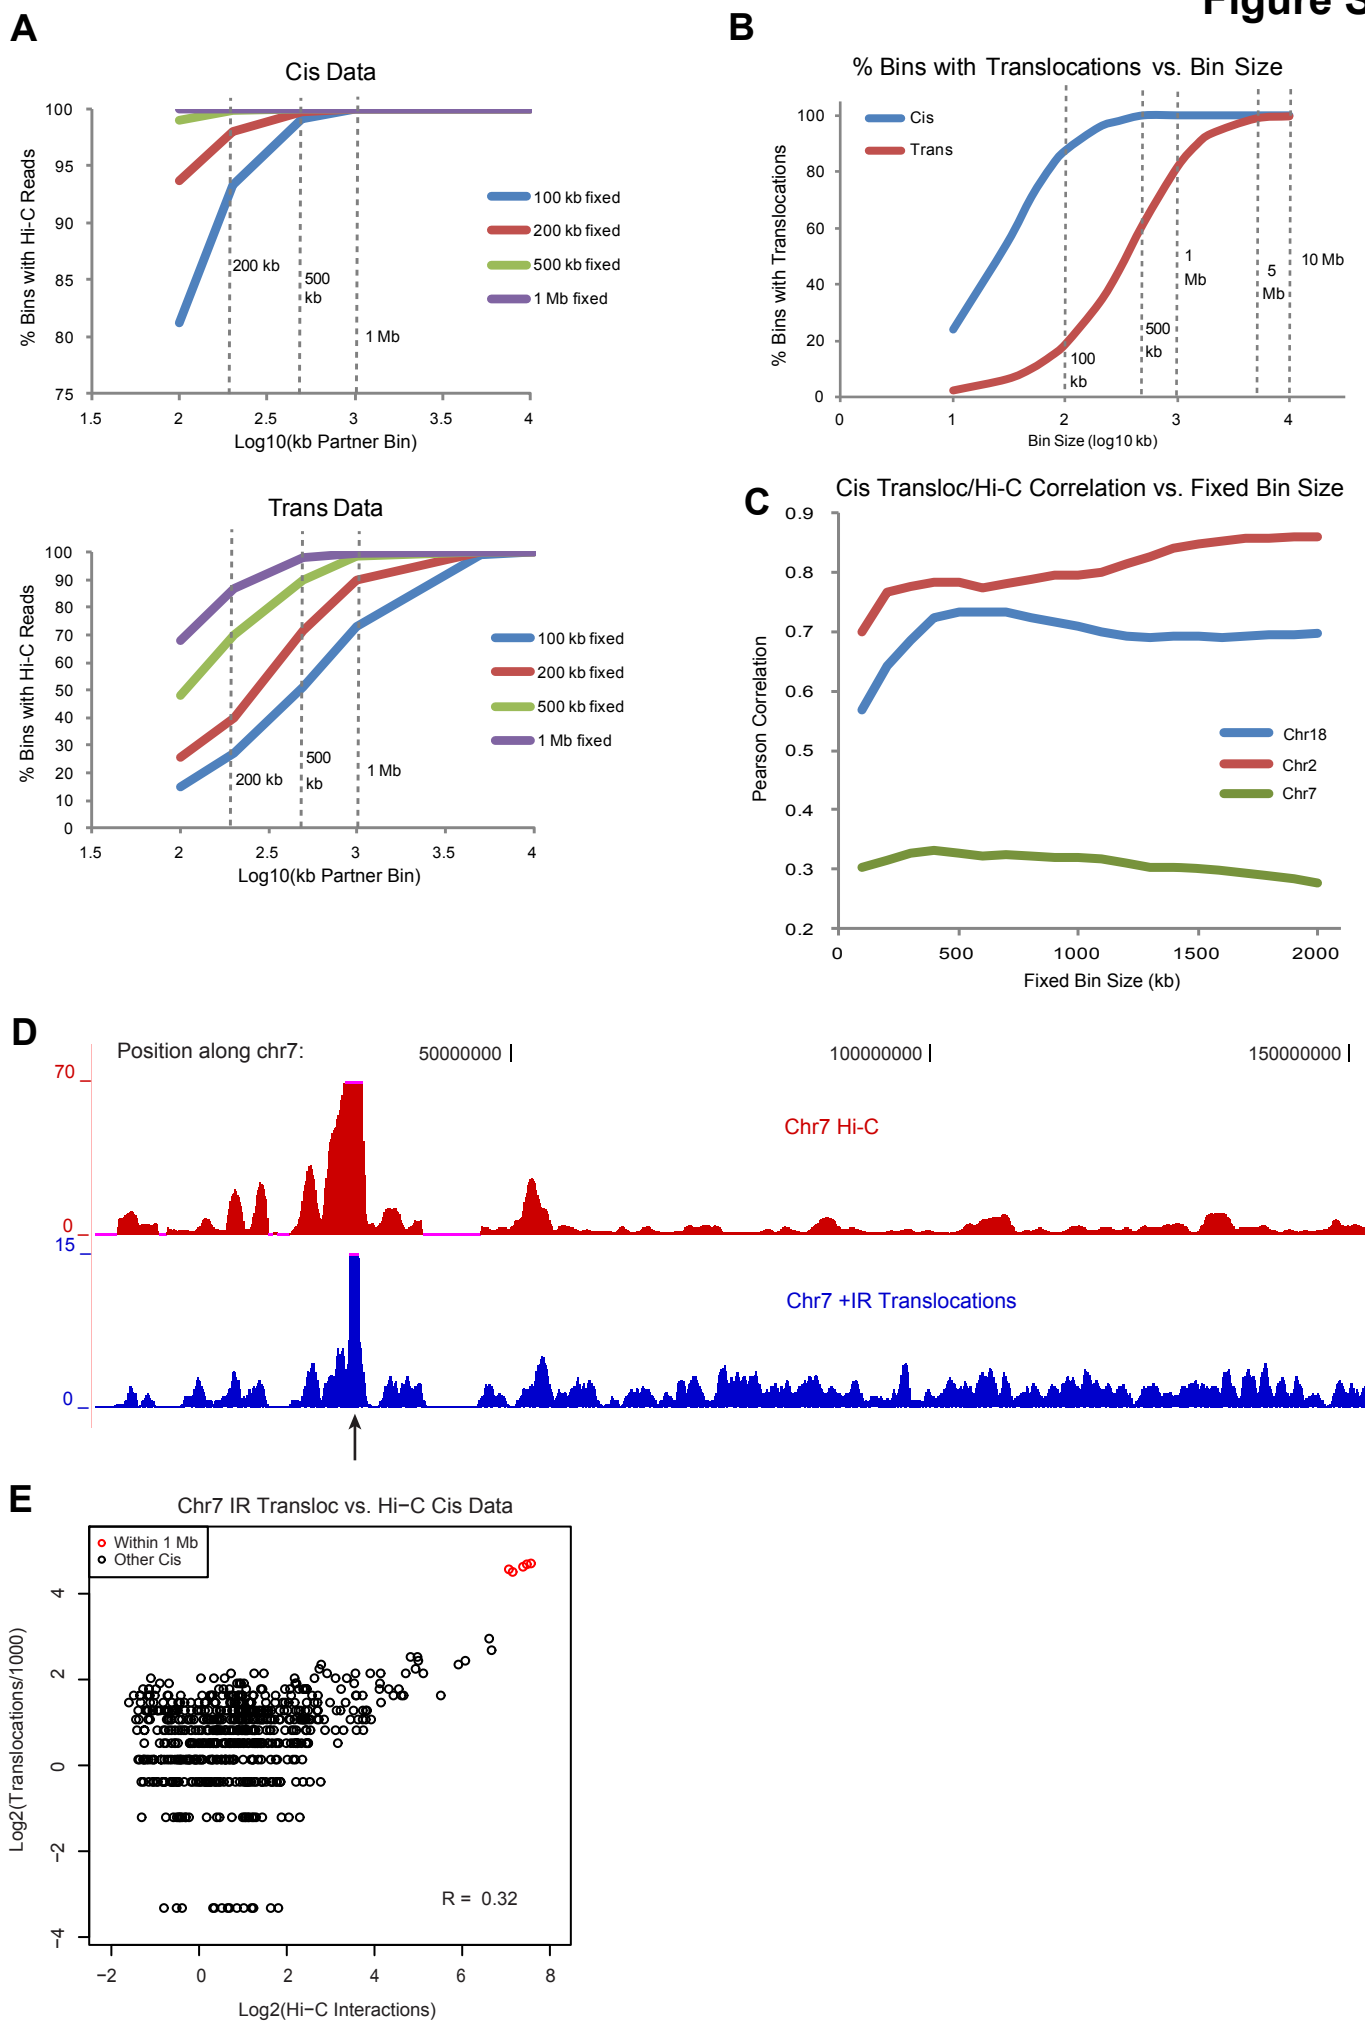 Figure S
A
Cis Data
% Bins with Hi-C Reads
100
95
90
85
80
75
1.5 2 2.5 3 3.5 4
Log10(kb Partner Bin)
200 kb
500
kb
1 Mb
100 kb fixed
200 kb fixed
500 kb fixed
1 Mb fixed
Trans Data
% Bins with Hi-C Reads
100
90
80
70
60
50
40
30
20
10
0
1.5 2 2.5 3 3.5 4
Log10(kb Partner Bin)
200 kb
500
kb
1 Mb
100 kb fixed
200 kb fixed
500 kb fixed
1 Mb fixed
B
% Bins with Translocations vs. Bin Size
% Bins with Translocations
100
80
60
40
20
0
0 1 2 3 4
Bin Size (log10 kb)
Cis
Trans
100
kb
500
kb
1
Mb
5
Mb
10 Mb
C
Cis Transloc/Hi-C Correlation vs. Fixed Bin Size
Pearson Correlation
0.9
0.8
0.7
0.6
0.5
0.4
0.3
0.2
0 500 1000 1500 2000
Fixed Bin Size (kb)
Chr18
Chr2
Chr7
D
Position along chr7:
50000000
100000000
150000000
70
0
Chr7 Hi-C
15
0
Chr7 +IR Translocations
E
Chr7 IR Transloc vs. Hi−C Cis Data
Within 1 Mb
Other Cis
Log2(Translocations/1000)
4
2
0
−2
−4
R = 0.32
−2 0 2 4 6 8
Log2(Hi−C Interactions)